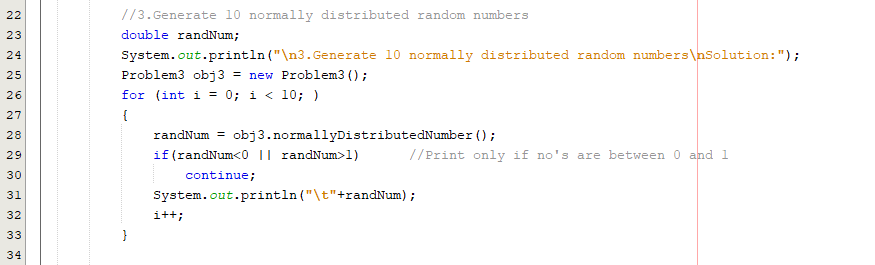 22 //3.Generate 10 normally distributed random numbers
23 double randNum;
24 System.out.println("\n3.Generate 10 normally distributed random numbers\nSolution:");
25 Problem3 obj3 = new Problem3();
26 for (int i = 0; i < 10; )
27 {
28 randNum = obj3.normallyDistributedNumber();
29 if(randNum<0 || randNum>1) //Print only if no's are between 0 and 1
30 continue;
31 System.out.println("\t"+randNum);
32 i++;
33 }
34